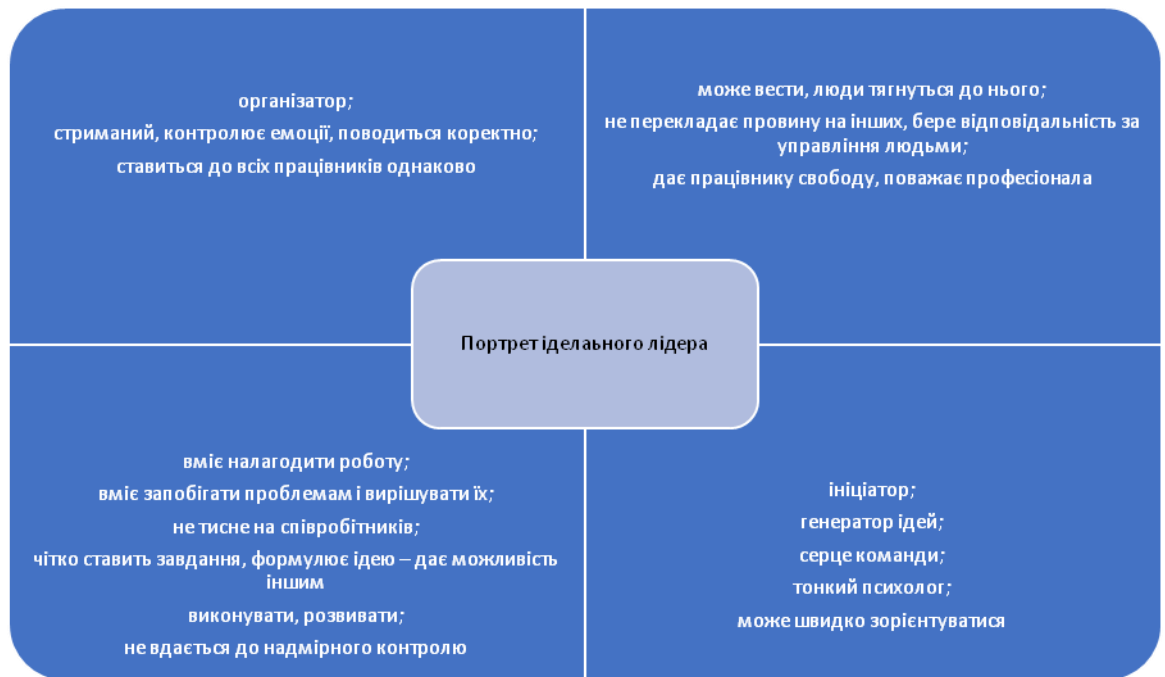 організатор;
стриманий, контролює емоції, поводиться коректно;
ставиться до всіх працівників однаково
може вести, люди тягнуться до нього;
не перекладає провину на інших, бере відповідальність за
управління людьми;
дає працівнику свободу, поважає професіонала
Портрет ідеального лідера
вміє налагодити роботу;
вміє запобігати проблемам і вирішувати їх;
не тисне на співробітників;
чітко ставить завдання, формулює ідею – дає можливість
іншим
виконувати, розвивати;
не вдається до надмірного контролю
ініціатор;
генератор ідей;
серце команди;
тонкий психолог;
може швидко зорієнтуватися